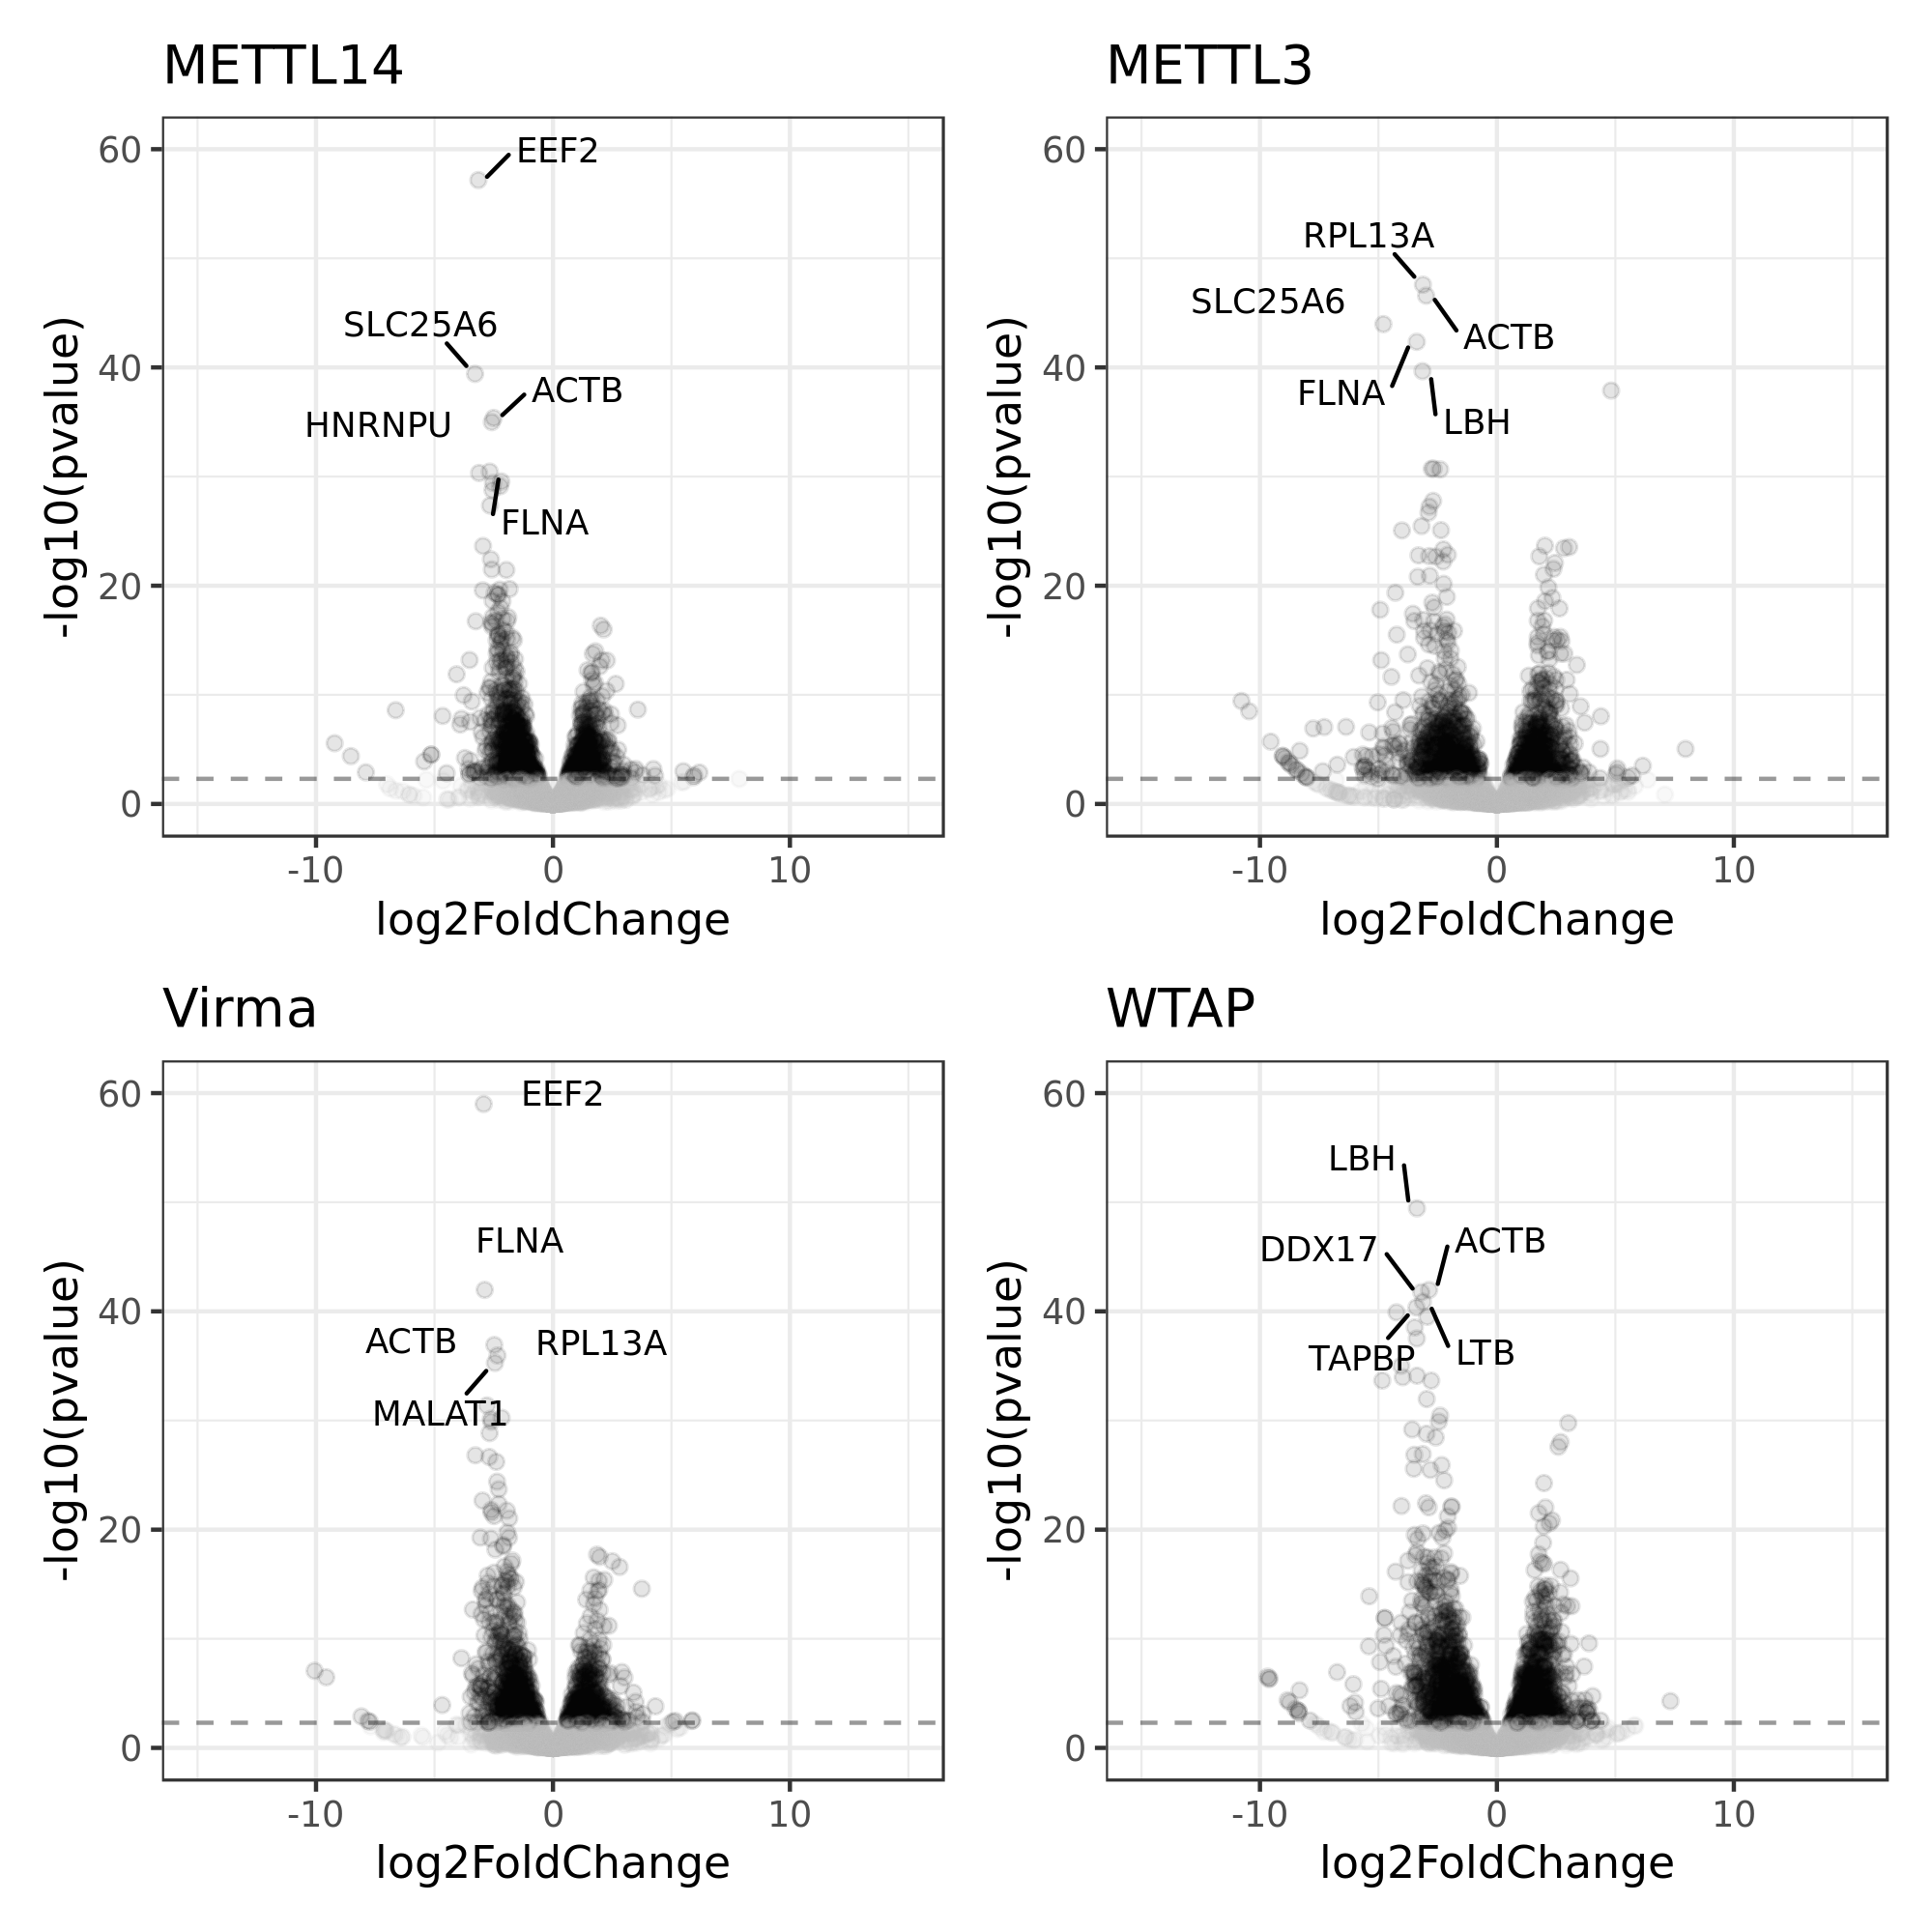 METTL14
-log10(pvalue)
60
40
20
0
EEF2
SLC25A6
ACTB
HNRNPU
FLNA
-10 0 10
log2FoldChange
METTL3
-log10(pvalue)
60
40
20
0
RPL13A
SLC25A6
ACTB
FLNA
LBH
-10 0 10
log2FoldChange
Virma
-log10(pvalue)
60
40
20
0
EEF2
FLNA
ACTB
RPL13A
MALAT1
-10 0 10
log2FoldChange
WTAP
-log10(pvalue)
60
40
20
0
LBH
ACTB
DDX17
LTB
TAPBP
-10 0 10
log2FoldChange